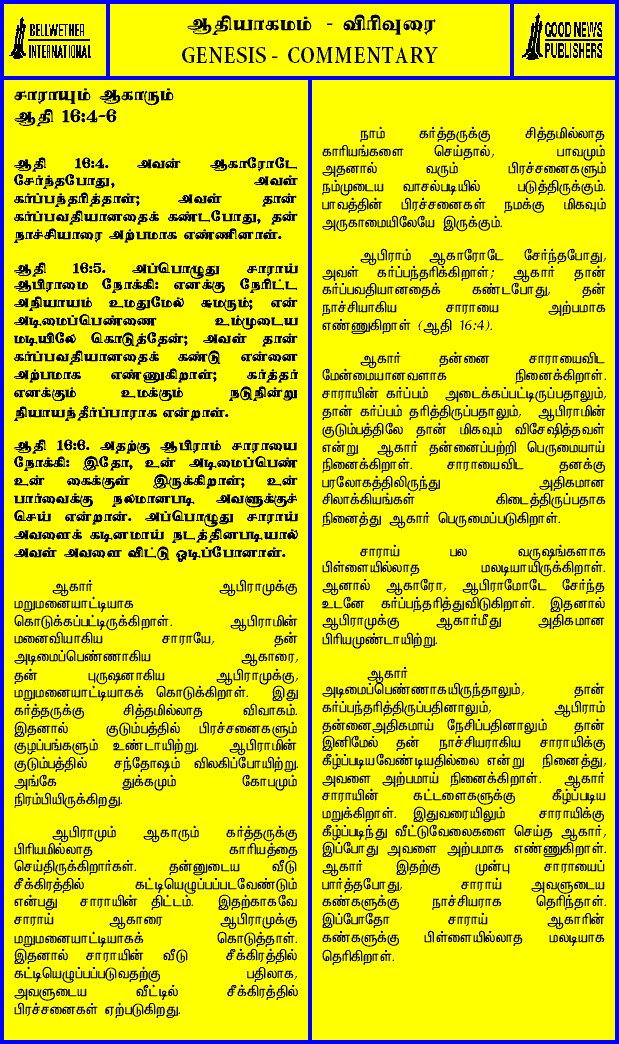 BELLWETHER
INTERNATIONAL
ஆதியாகமம் - விரிவுரை
GENESIS - COMMENTARY
GOOD NEWS
PUBLISHERS
சாராயும் ஆகாரும்
ஆதி 16:4-6
ஆதி 16:4. அவன் ஆகாரோடே
சேர்ந்தபோது, அவள்
கர்ப்பந்தரித்தாள்; அவள் தான்
கர்ப்பவதியானதைக் கண்டபோது, தன்
நாச்சியாரை அற்பமாக எண்ணினாள்.
ஆதி 16:5. அப்பொழுது சாராய்
ஆபிராமை நோக்கி: எனக்கு நேரிட்ட
அநியாயம் உமதுமேல் சுமரும்; என்
அடிமைப்பெண்ணை உம்முடைய
மடியிலே கொடுத்தேன்; அவள் தான்
கர்ப்பவதியானதைக் கண்டு என்னை
அற்பமாக எண்ணுகிறாள்; கர்த்தர்
எனக்கும் உமக்கும் நடுநின்று
நியாயந்தீர்ப்பாராக என்றாள்.
ஆதி 16:6. அதற்கு ஆபிராம் சாராயை
நோக்கி: இதோ, உன் அடிமைப்பெண்
உன் கைக்குள் இருக்கிறாள்; உன்
பார்வைக்கு நலமானபடி அவளுக்குச்
செய் என்றான். அப்பொழுது சாராய்
அவளைக் கடினமாய் நடத்தினபடியால்
அவள் அவளை விட்டு ஓடிப்போனாள்.
ஆகார் ஆபிராமுக்கு
மறுமனையாட்டியாக
கொடுக்கப்பட்டிருக்கிறாள். ஆபிராமின்
மனைவியாகிய சாராயே, தன்
அடிமைப்பெண்ணாகிய ஆகாரை,
தன் புருஷனாகிய ஆபிராமுக்கு,
மறுமனையாட்டியாகக் கொடுக்கிறாள். இது
கர்த்தருக்கு சித்தமில்லாத விவாகம்.
இதனால் குடும்பத்தில் பிரச்சனைகளும்
குழப்பங்களும் உண்டாயிற்று. ஆபிராமின்
குடும்பத்தில் சந்தோஷம் விலகிப்போயிற்று.
அங்கே துக்கமும் கோபமும்
நிரம்பியிருக்கிறது.
ஆபிராமும் ஆகாரும் கர்த்தருக்கு
பிரியமில்லாத காரியத்தை
செய்திருக்கிறார்கள். தன்னுடைய வீடு
சீக்கிரத்தில் கட்டியெழுப்பப்படவேண்டும்
என்பது சாராயின் திட்டம். இதற்காகவே
சாராய் ஆகாரை ஆபிராமுக்கு
மறுமனையாட்டியாகக் கொடுத்தாள்.
இதனால் சாராயின் வீடு சீக்கிரத்தில்
கட்டியெழுப்பப்படுவதற்கு பதிலாக,
அவளுடைய வீட்டில் சீக்கிரத்தில்
பிரச்சனைகள் ஏற்படுகிறது.
நாம் கர்த்தருக்கு சித்தமில்லாத
காரியங்களை செய்தால், பாவமும்
அதனால் வரும் பிரச்சனைகளும்
நம்முடைய வாசல்படியில் படுத்திருக்கும்.
பாவத்தின் பிரச்சனைகள் நமக்கு மிகவும்
அருகாமையிலேயே இருக்கும்.
ஆபிராம் ஆகாரோடே சேர்ந்தபோது,
அவள் கர்ப்பந்தரிக்கிறாள்; ஆகார் தான்
கர்ப்பவதியானதைக் கண்டபோது, தன்
நாச்சியாகிய சாராயை அற்பமாக
எண்ணுகிறாள் (ஆதி 16:4).
ஆகார் தன்னை சாராயைவிட
மேன்மையானவளாக நினைக்கிறாள்.
சாராயின் கர்ப்பம் அடைக்கப்பட்டிருப்பதாலும்,
தான் கர்ப்பம் தரித்திருப்பதாலும், ஆபிராமின்
குடும்பத்திலே தான் மிகவும் விசேஷித்தவள்
என்று ஆகார் தன்னைப்பற்றி பெருமையாய்
நினைக்கிறாள். சாராயைவிட தனக்கு
பரலோகத்திலிருந்து அதிகமான
சிலாக்கியங்கள் கிடைத்திருப்பதாக
நினைத்து ஆகார் பெருமைப்படுகிறாள்.
சாராய் பல வருஷங்களாக
பிள்ளையில்லாத மலடியாயிருக்கிறாள்.
ஆனால் ஆகாரோ, ஆபிராமோடே சேர்ந்த
உடனே கர்ப்பந்தரித்துவிடுகிறாள். இதனால்
ஆபிராமுக்கு ஆகார்மீது அதிகமான
பிரியமுண்டாயிற்று.
ஆகார்
அடிமைப்பெண்ணாகயிருந்தாலும், தான்
கர்ப்பந்தரித்திருப்பதினாலும், ஆபிராம்
தன்னைஅதிகமாய் நேசிப்பதினாலும் தான்
இனிமேல் தன் நாச்சியராகிய சாராயிக்கு
கீழ்ப்படியவேண்டியதில்லை என்று நினைத்து,
அவளை அற்பமாய் நினைக்கிறாள். ஆகார்
சாராயின் கட்டளைகளுக்கு கீழ்ப்படிய
மறுக்கிறாள். இதுவரையிலும் சாராயிக்கு
கீழ்ப்படிந்து வீட்டுவேலைகளை செய்த ஆகார்,
இப்போது அவளை அற்பமாக எண்ணுகிறாள்.
ஆகார் இதற்கு முன்பு சாராயைப்
பார்த்தபோது, சாராய் அவளுடைய
கண்களுக்கு நாச்சியராக தெரிந்தாள்.
இப்போதோ சாராய் ஆகாரின்
கண்களுக்கு பிள்ளையில்லாத மலடியாக
தெரிகிறாள்.